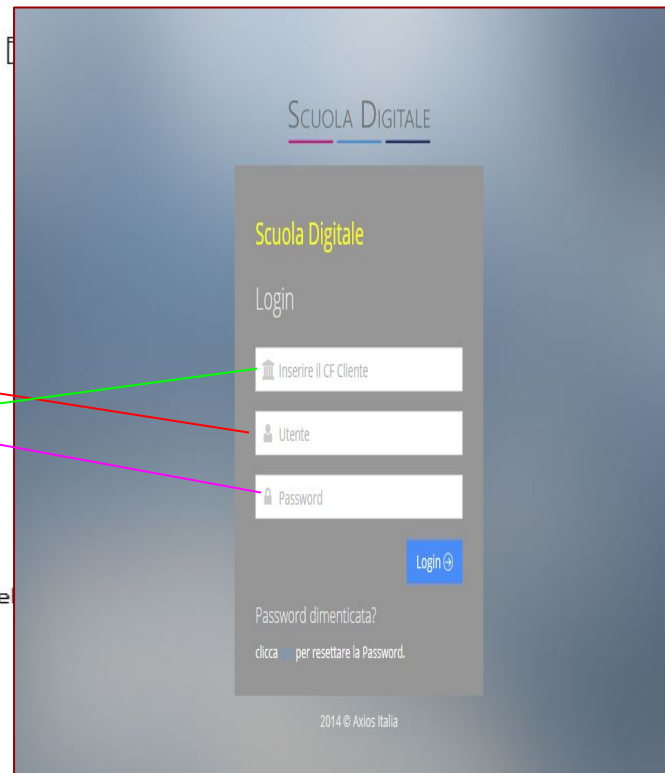 SCUOLA DIGITALE
Scuola Digitale
Login
Inserire il CF Cliente
Utente
Password
Login
Password dimenticata?
clicca qui per resettare la Password.
2014 © Axios Italia